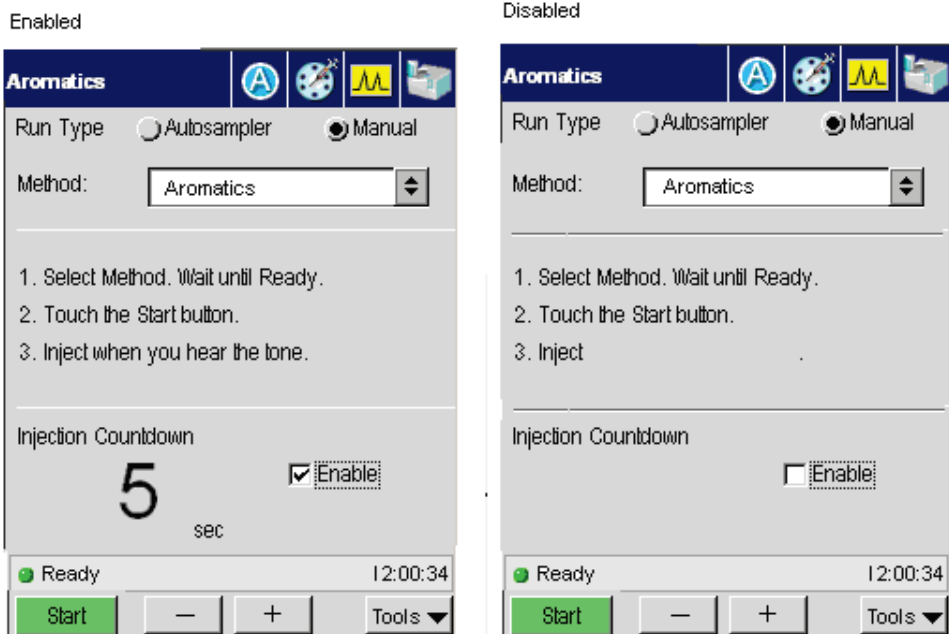 Enabled
Aromatics
A
Run Type Autosampler Manual
Method: Aromatics
1. Select Method. Wait until Ready.
2. Touch the Start button.
3. Inject when you hear the tone.
Injection Countdown
5 Enable
sec
Ready 12:00:34
Start – + Tools
Disabled
Aromatics
A
Run Type Autosampler Manual
Method: Aromatics
1. Select Method. Wait until Ready.
2. Touch the Start button.
3. Inject .
Injection Countdown
Enable
Ready 12:00:34
Start – + Tools